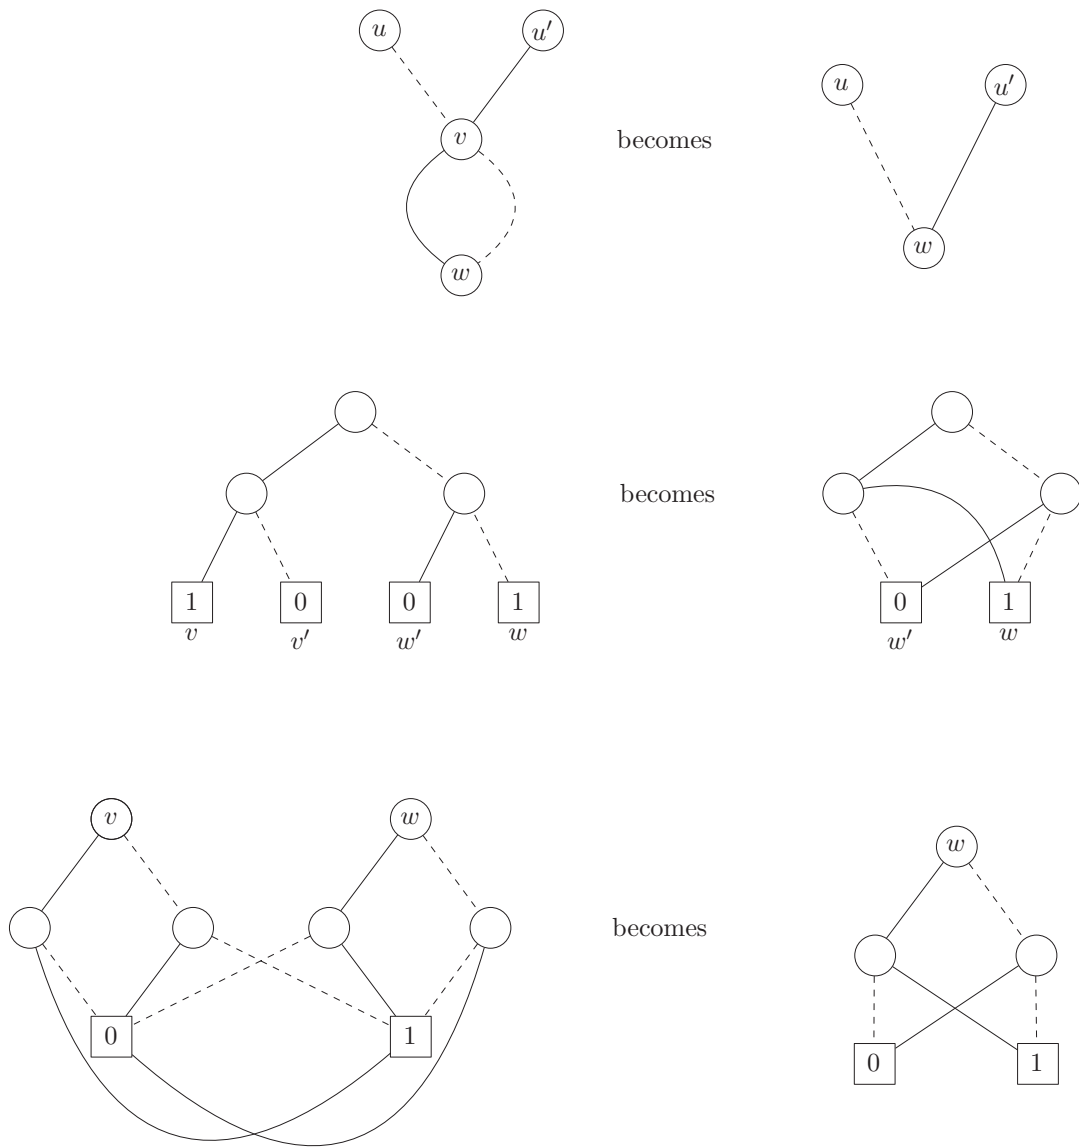 u u′
u u′
v becomes
w
w
becomes
1 0 0 1 0 1
v v′ w′ w w′ w
v w
w
becomes
0 1
0 1